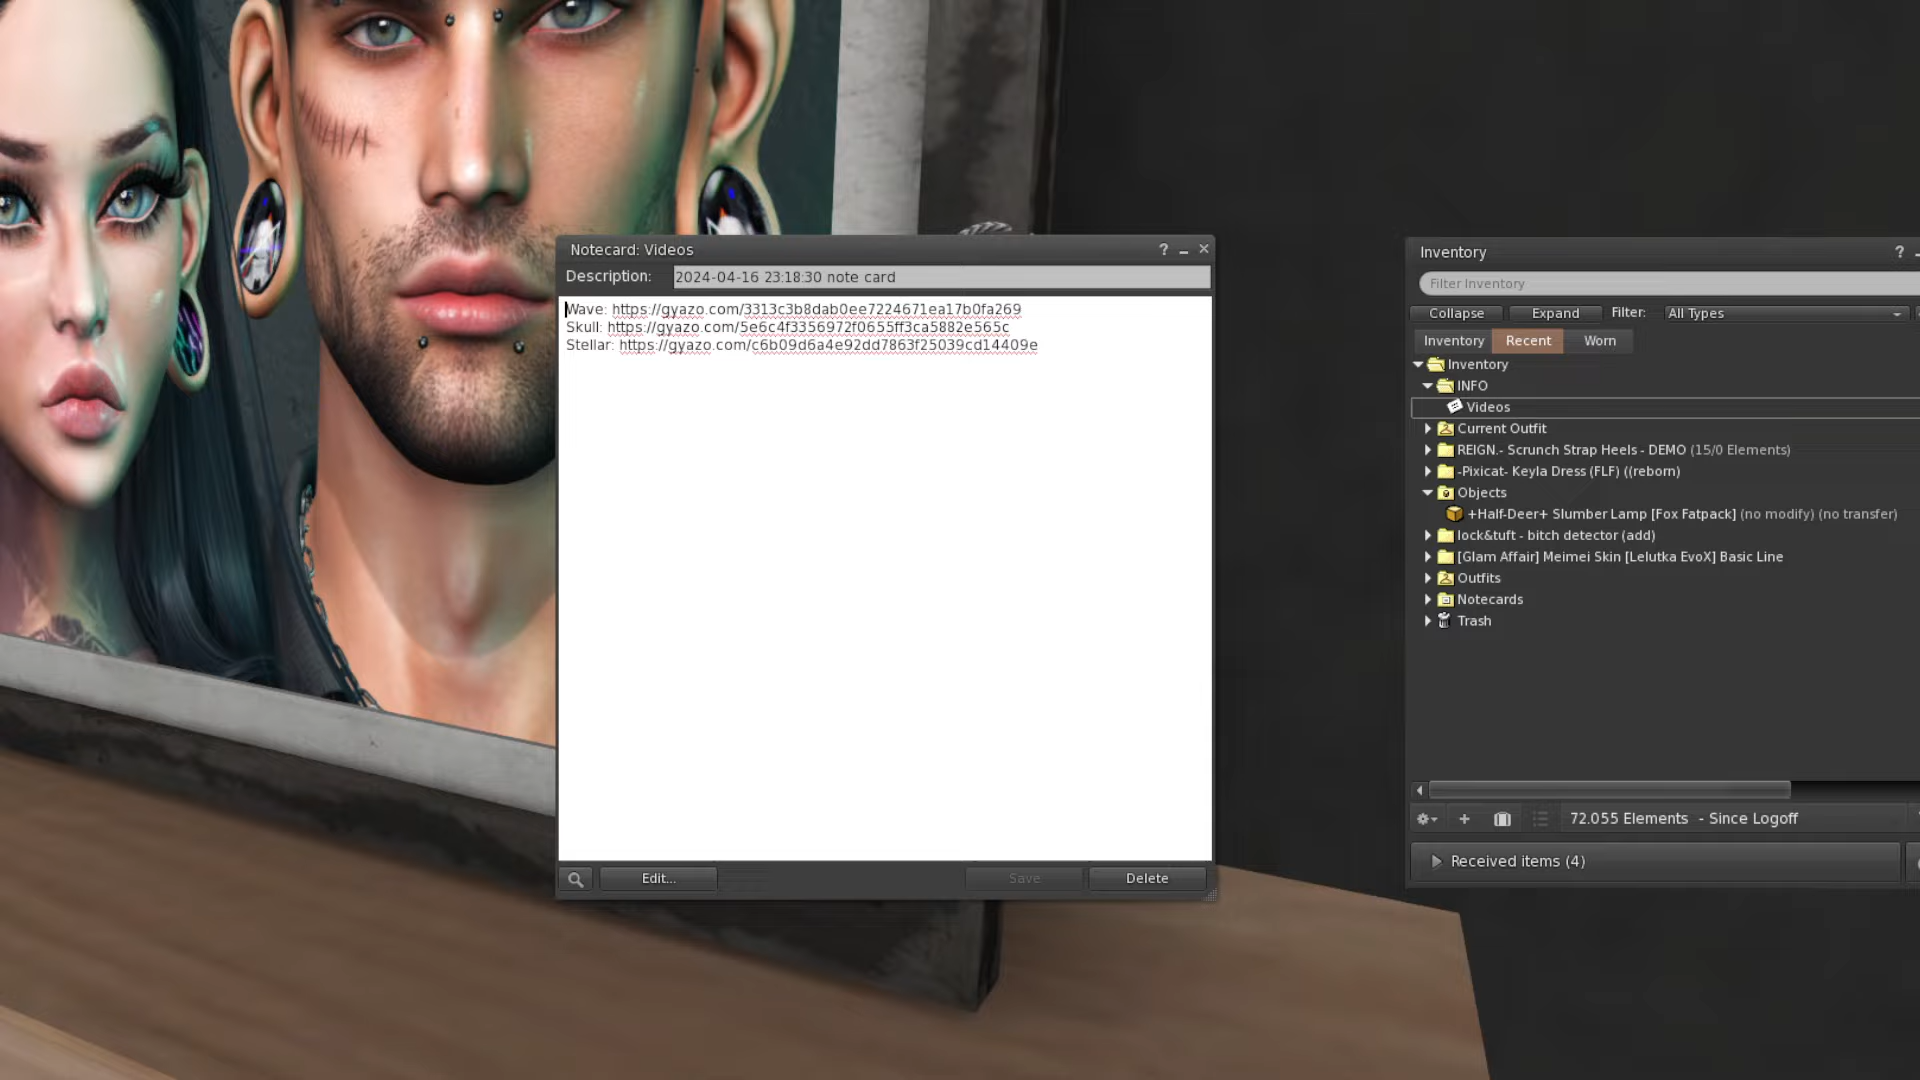 Notecard: Videos
?
Description: 2024-04-16 23:18:30 note card
Wave: https://gyazo.com/3313c3b8dab0ee7224671ea17b0fa269
Skull: https://gyazo.com/5e6c4f3356972f0655ff3ca5882e565c
Stellar: https://gyazo.com/c6b09d6a4e92dd7863f25039cd14409e
Edit...
Save
Delete
Inventory
?
Filter Inventory
Collapse Expand Filter: All Types
Inventory Recent Worn
Inventory
INFO
Videos
Current Outfit
REIGN.- Scrunch Strap Heels - DEMO (15/0 Elements)
-Pixicat- Keyla Dress (FLF) ((reborn)
Objects
+Half-Deer+ Slumber Lamp [Fox Fatpack] (no modify) (no transfer)
lock&tuft - bitch detector (add)
[Glam Affair] Meimei Skin [Lelutka EvoX] Basic Line
Outfits
Notecards
Trash
72.055 Elements - Since Logoff
Received items (4)